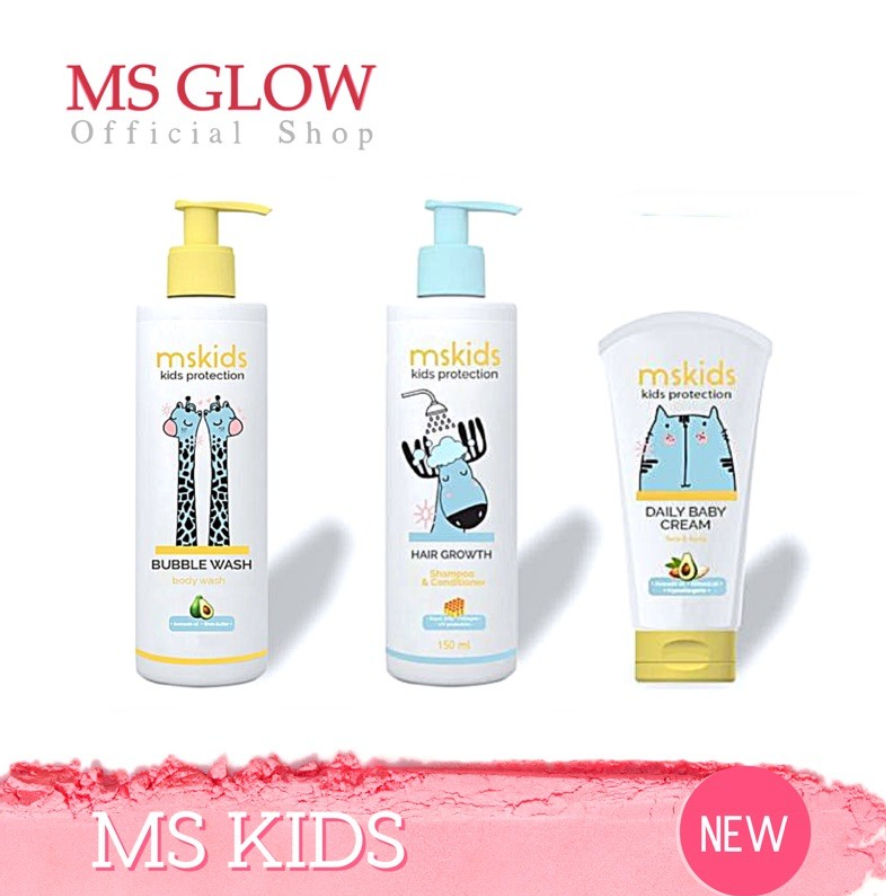 MS GLOW
Official Shop
mskids
kids protection
BUBBLE WASH
body wash
mskids
kids protection
HAIR GROWTH
Shampoo
& Conditioner
150 ml
mskids
kids protection
DAILY BABY
CREAM
MS KIDS
NEW